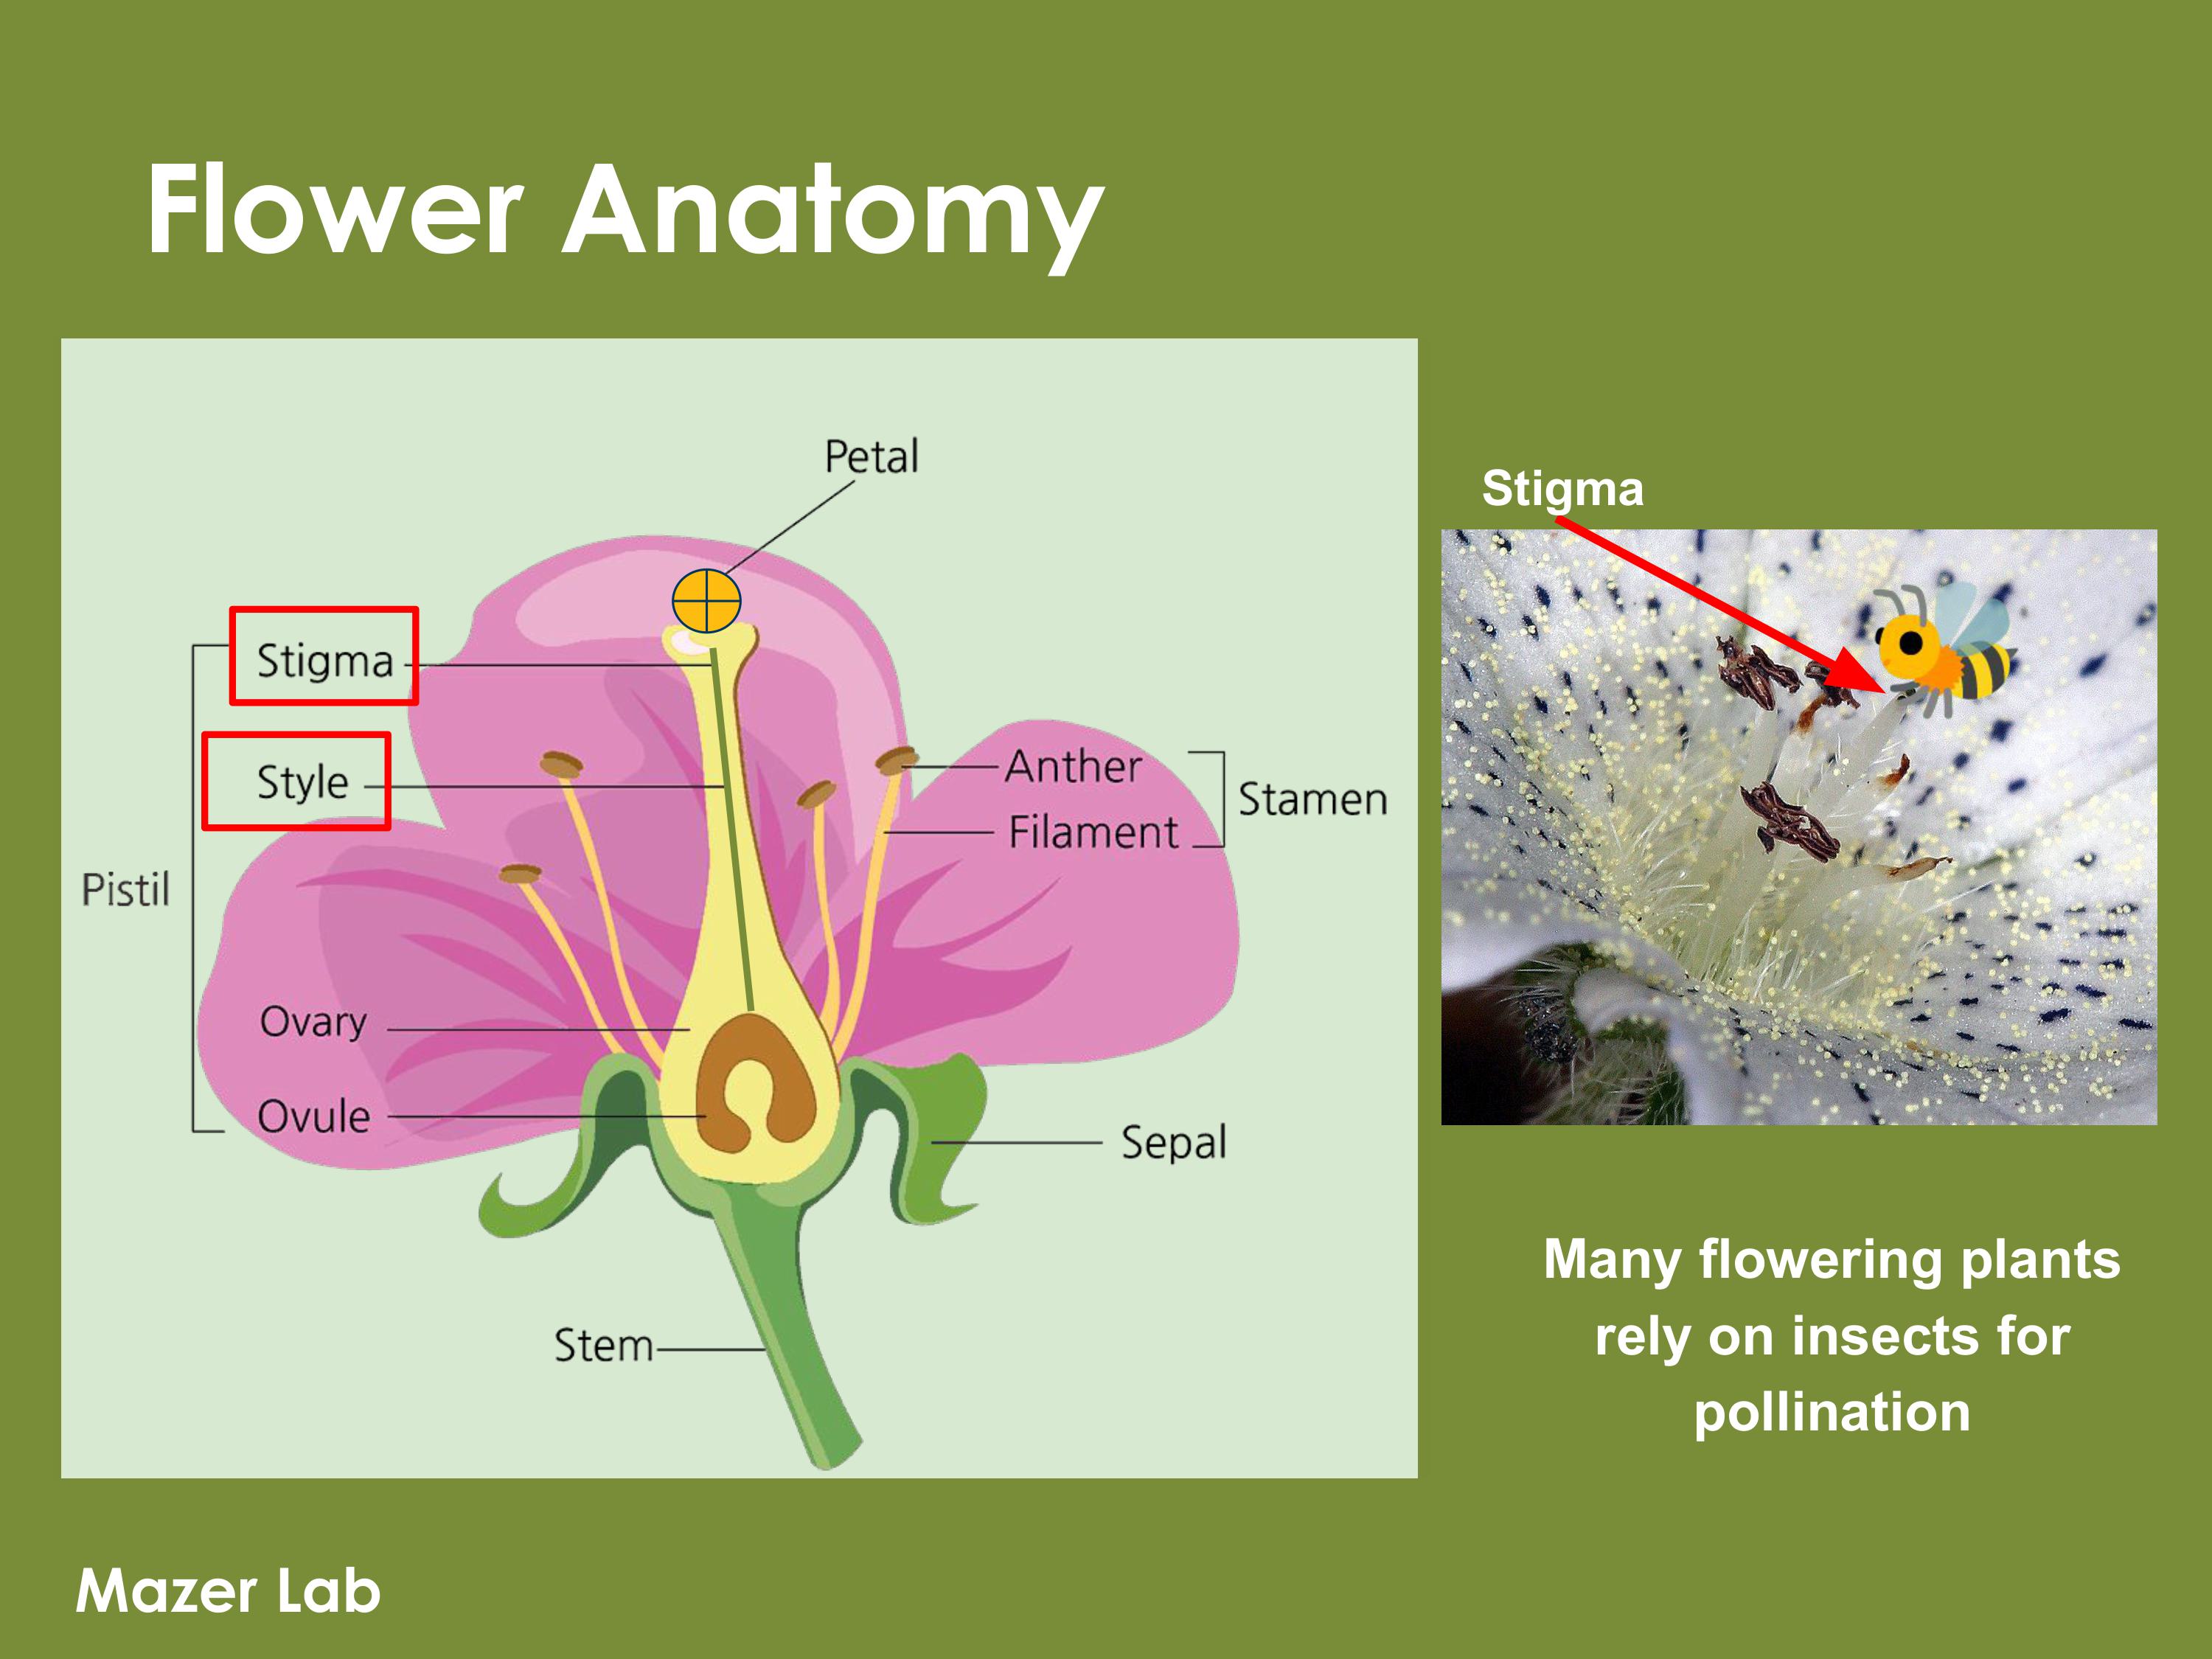 Flower Anatomy
Petal
Stigma
Style
Pistil
Ovary
Ovule
Anther
Filament
Stamen
Sepal
Stem
Stigma
Many flowering plants
rely on insects for
pollination
Mazer Lab